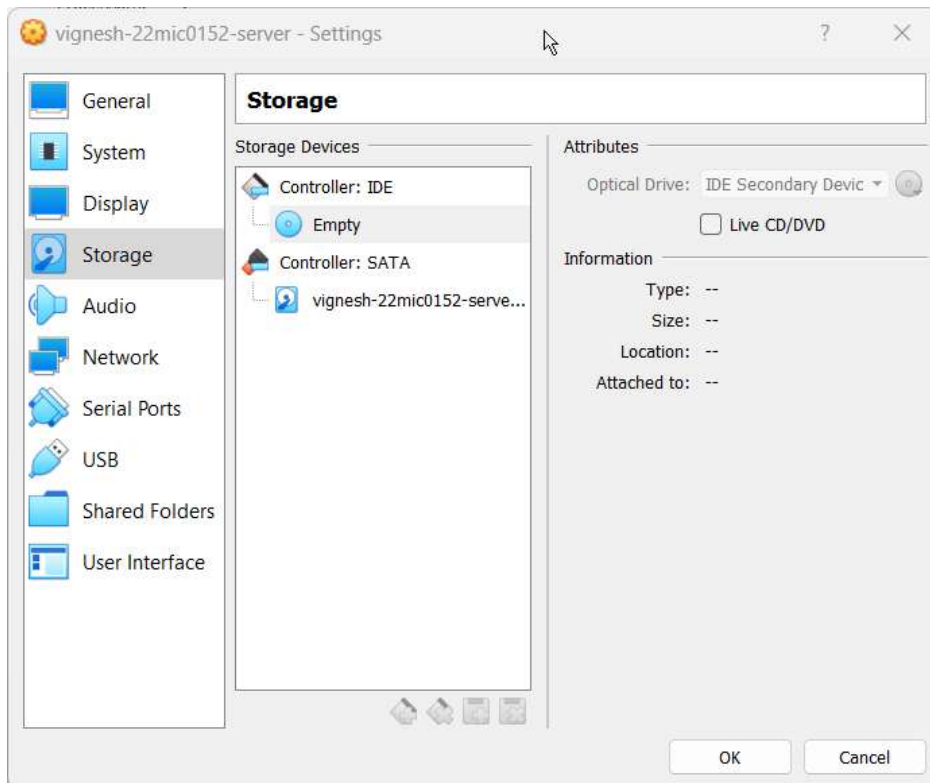 vignesh-22mic0152-server - Settings
?
General
System
Display
Storage
Audio
Network
Serial Ports
USB
Shared Folders
User Interface
Storage
Storage Devices
Controller: IDE
Empty
Controller: SATA
vignesh-22mic0152-serve...
Attributes
Optical Drive: IDE Secondary Devic
Live CD/DVD
Information
Type: --
Size: --
Location: --
Attached to: --
OK
Cancel